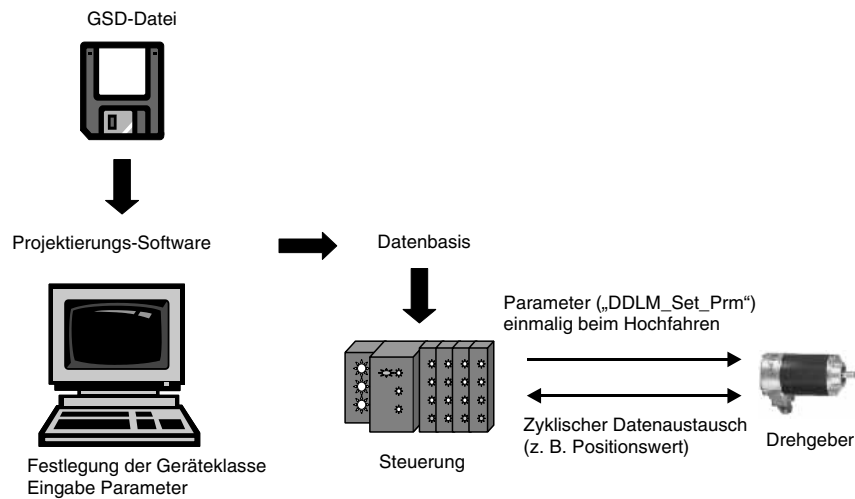 GSD-Datei
Projektierungs-Software
Datenbasis
Parameter („DDLM_Set_Prm“)
einmalig beim Hochfahren
Zyklischer Datenaustausch
(z. B. Positionswert)
Drehgeber
Steuerung
Festlegung der Geräteklasse
Eingabe Parameter